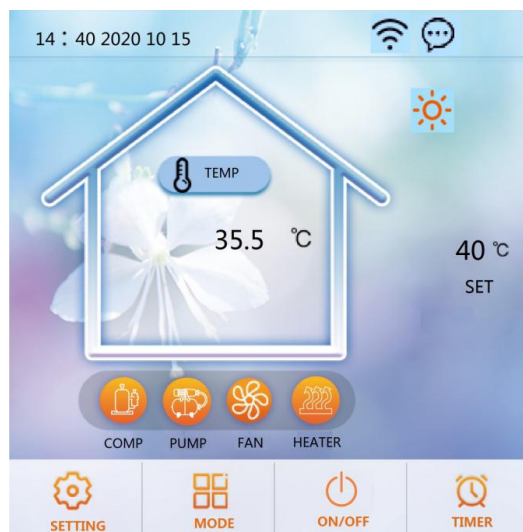 14：40 2020 10 15
TEMP
35.5 ℃
40 ℃
SET
COMP PUMP FAN HEATER
SETTING MODE ON/OFF TIMER